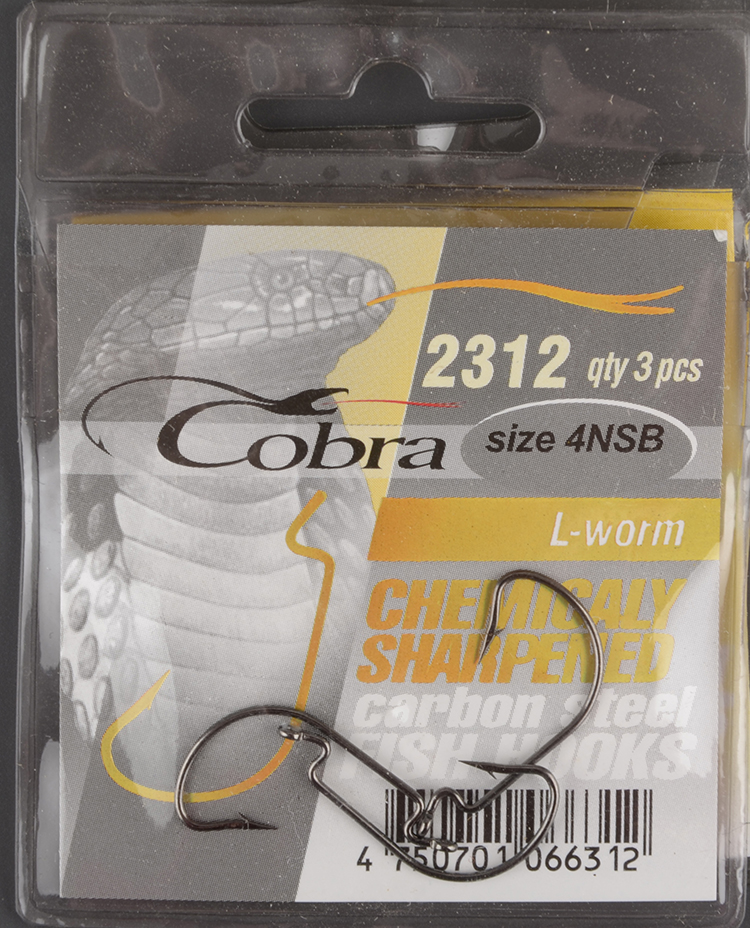 2312 qty 3 pcs
Cobra
size 4NSB
L-worm
CHEMICALY
SHARPENED
carbon steel
FISH HOOKS
4 750701 066312